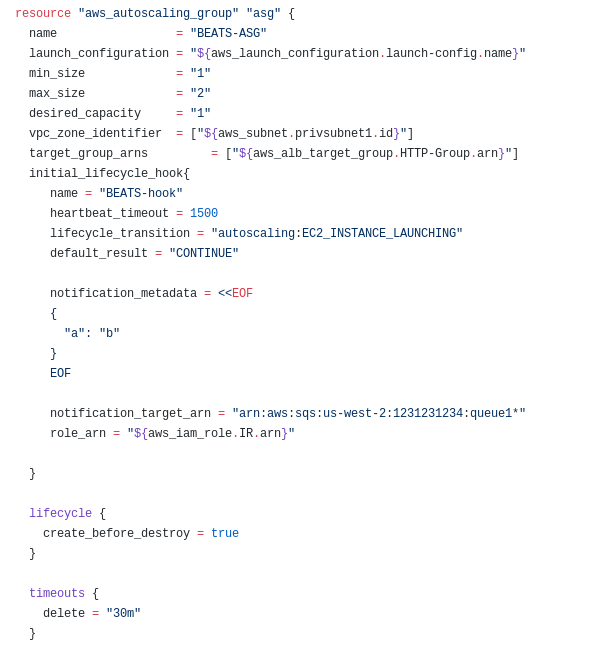 resource "aws_autoscaling_group" "asg" {
  name                 = "BEATS-ASG"
  launch_configuration = "${aws_launch_configuration.launch-config.name}"
  min_size             = "1"
  max_size             = "2"
  desired_capacity     = "1"
  vpc_zone_identifier  = ["${aws_subnet.privsubnet1.id}"]
  target_group_arns         = ["${aws_alb_target_group.HTTP-Group.arn}"]
  initial_lifecycle_hook{
     name = "BEATS-hook"
     heartbeat_timeout = 1500
     lifecycle_transition = "autoscaling:EC2_INSTANCE_LAUNCHING"
     default_result = "CONTINUE"

     notification_metadata = <<EOF
     {
       "a": "b"
     }
     EOF

     notification_target_arn = "arn:aws:sqs:us-west-2:1231231234:queue1*"
     role_arn = "${aws_iam_role.IR.arn}"

  }

  lifecycle {
    create_before_destroy = true
  }

  timeouts {
    delete = "30m"
  }